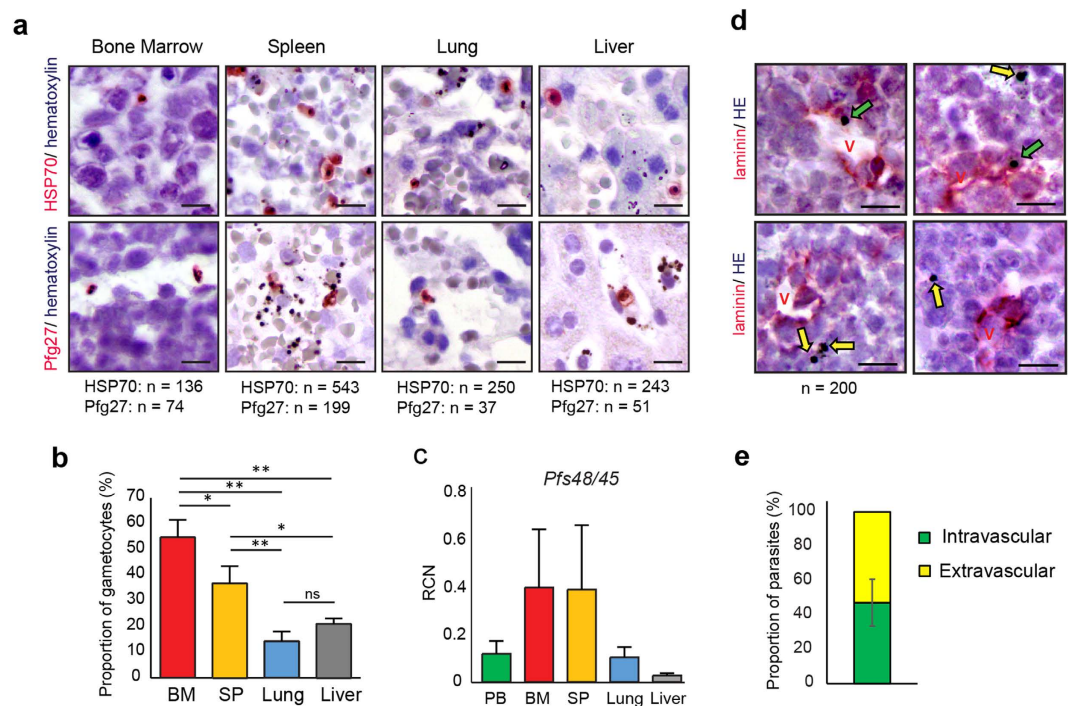 a
Bone Marrow
Spleen
Lung
Liver
HSP70/ hematoxylin
Pfg27/ hematoxylin
HSP70: n = 136
Pfg27: n = 74
HSP70: n = 543
Pfg27: n = 199
HSP70: n = 250
Pfg27: n = 37
HSP70: n = 243
Pfg27: n = 51
d
laminin/ HE
V
V
laminin/ HE
V
V
n = 200
b
Proportion of gametocytes (%)
70
60
50
40
30
20
10
0
**
**
*
*
**
ns
BM
SP
Lung
Liver
c
Pfs48/45
RCN
0.8
0.6
0.4
0.2
0
PB
BM
SP
Lung
Liver
e
Proportion of parasites (%)
100
80
60
40
20
0
Intravascular
Extravascular